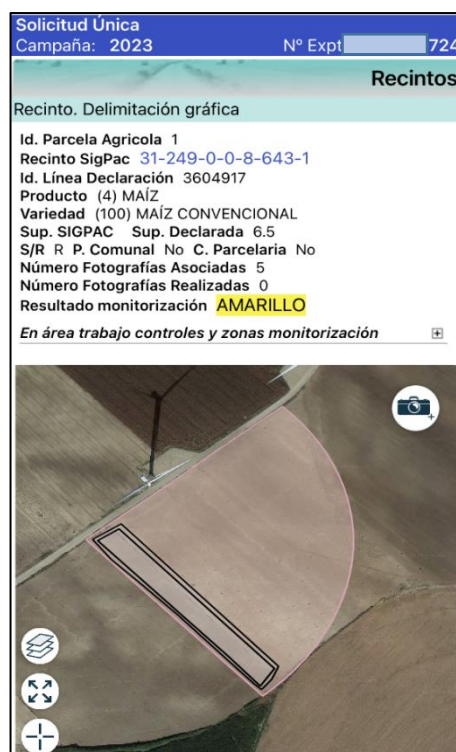 Solicitud Única
Campaña: 2023 Nº Expt 724
Recintos
Recinto. Delimitación gráfica
Id. Parcela Agricola 1
Recinto SigPac 31-249-0-0-8-643-1
Id. Línea Declaración 3604917
Producto (4) MAÍZ
Variedad (100) MAÍZ CONVENCIONAL
Sup. SIGPAC Sup. Declarada 6.5
S/R R P. Comunal No C. Parcelaria No
Número Fotografías Asociadas 5
Número Fotografías Realizadas 0
Resultado monitorización AMARILLO
En área trabajo controles y zonas monitorización